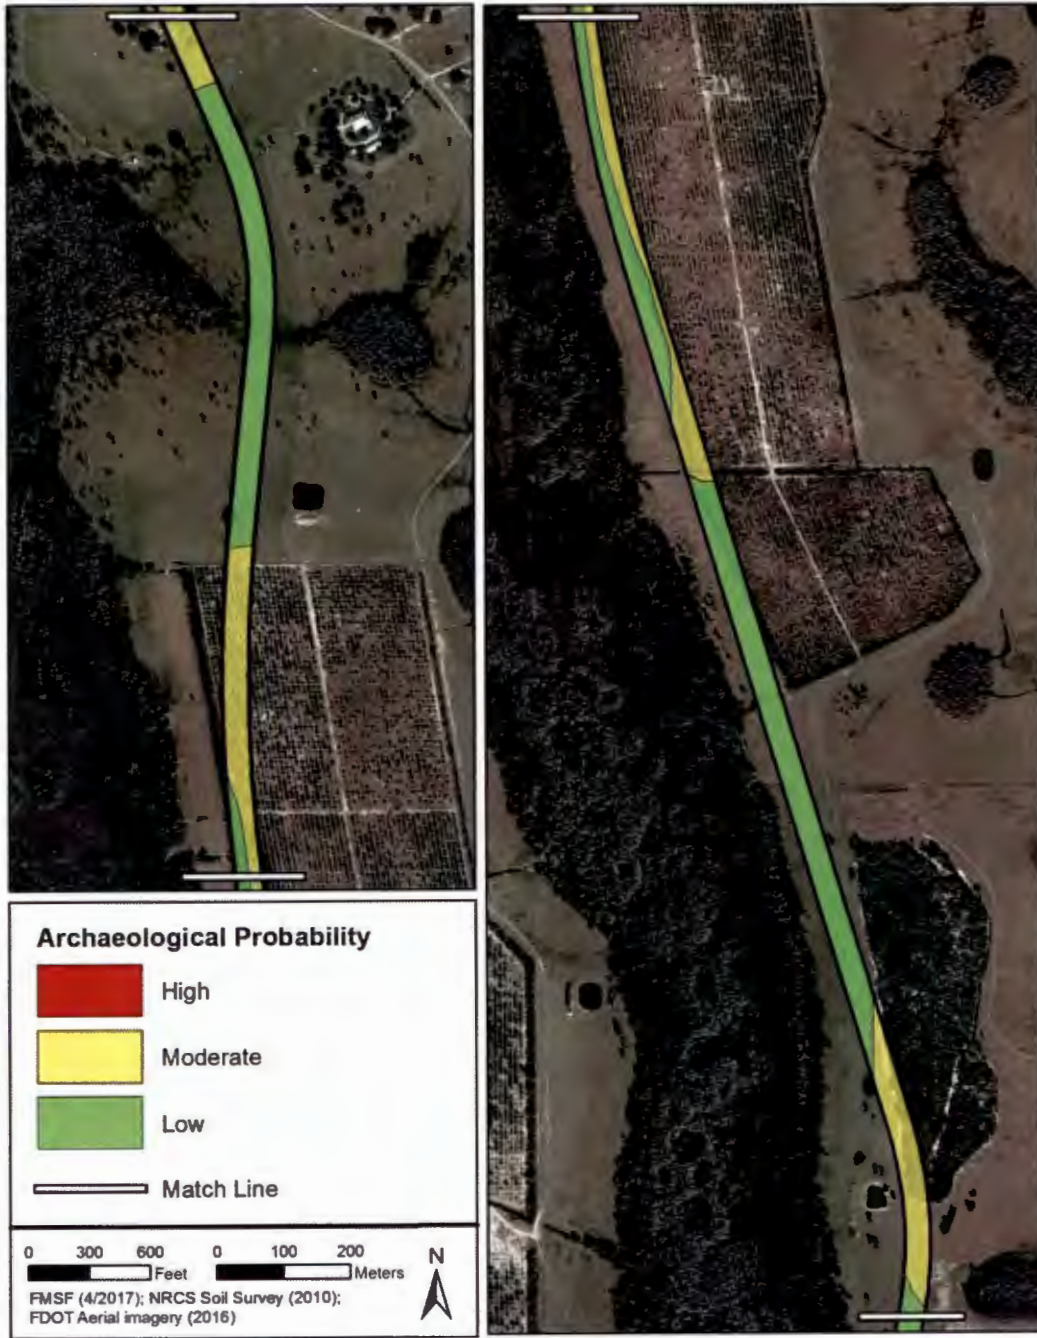 Archaeological Probability
High
Moderate
Low
Match Line
0 300 600 Feet 0 100 200 Meters
N
FMSF (4/2017); NRCS Soil Survey (2010);
FDOT Aerial imagery (2016)